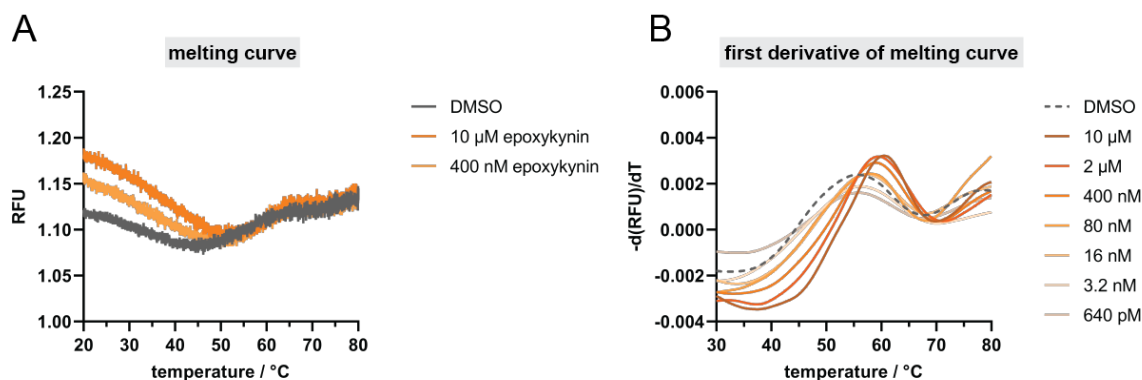 A
melting curve
RFU
1.25
1.20
1.15
1.10
1.05
1.00
20 30 40 50 60 70 80
temperature / °C
DMSO
10 µM epoxykynin
400 nM epoxykynin
B
first derivative of melting curve
-d(RFU)/dT
0.006
0.004
0.002
0.000
-0.002
-0.004
30 40 50 60 70 80
temperature / °C
DMSO
10 µM
2 µM
400 nM
80 nM
16 nM
3.2 nM
640 pM